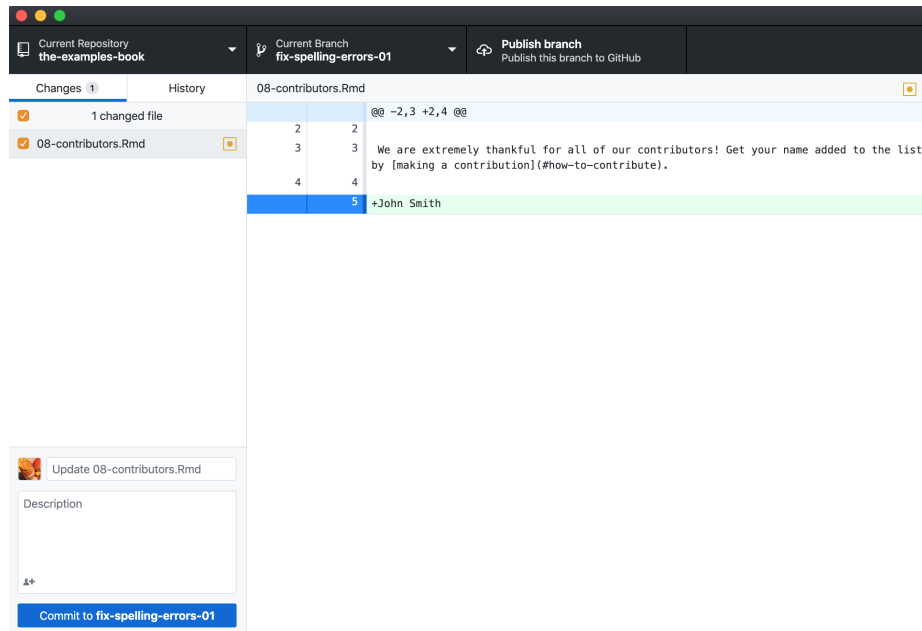 Current Repository
the-examples-book
Current Branch
fix-spelling-errors-01
Publish branch
Publish this branch to GitHub
Changes 1
History
1 changed file
08-contributors.Rmd
08-contributors.Rmd
@@ -2,3 +2,4 @@
2 2
3 3 We are extremely thankful for all of our contributors! Get your name added to the list
by [making a contribution](#how-to-contribute).
4 4
5 +John Smith
Update 08-contributors.Rmd
Description
Commit to fix-spelling-errors-01